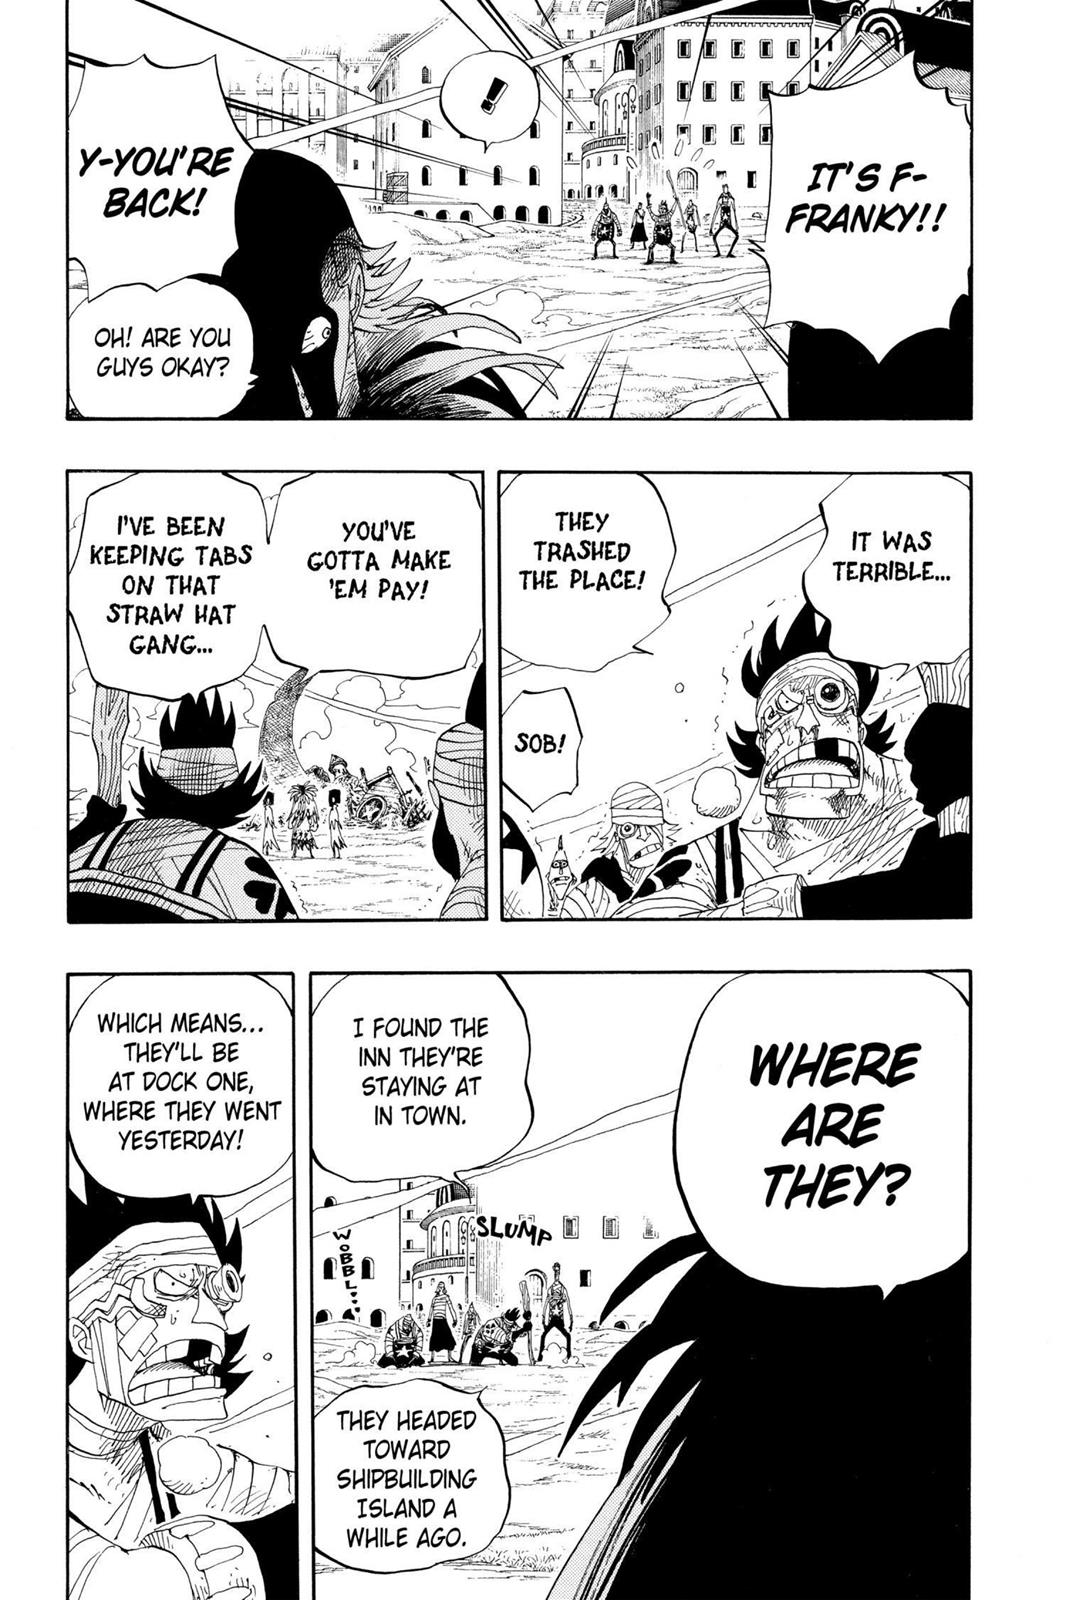 IT'S F-
FRANKY!!
!
Y-YOU'RE
BACK!
OH! ARE YOU
GUYS OKAY?
IT WAS
TERRIBLE...
THEY
TRASHED
THE PLACE!
SOB!
YOU'VE
GOTTA MAKE
'EM PAY!
I'VE BEEN
KEEPING TABS
ON THAT
STRAW HAT
GANG...
WHERE
ARE
THEY?
I FOUND THE
INN THEY'RE
STAYING AT
IN TOWN.
SLUMP
WOBBL...
THEY HEADED
TOWARD
SHIPBUILDING
ISLAND A
WHILE AGO.
WHICH MEANS...
THEY'LL BE
AT DOCK ONE,
WHERE THEY WENT
YESTERDAY!